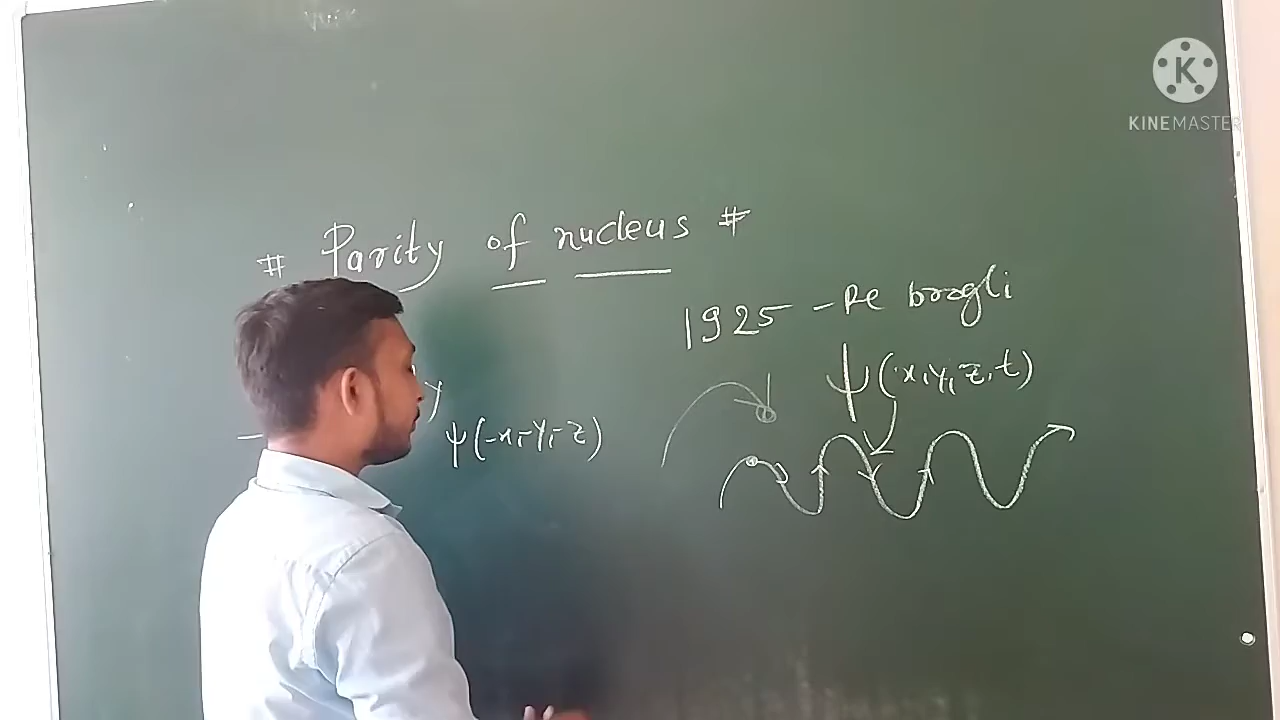 # Parity of nucleus #
1925 - De brogli
ψ(x, y, z, t)
y
ψ(-x, -y, -z)
K
KINEMASTER